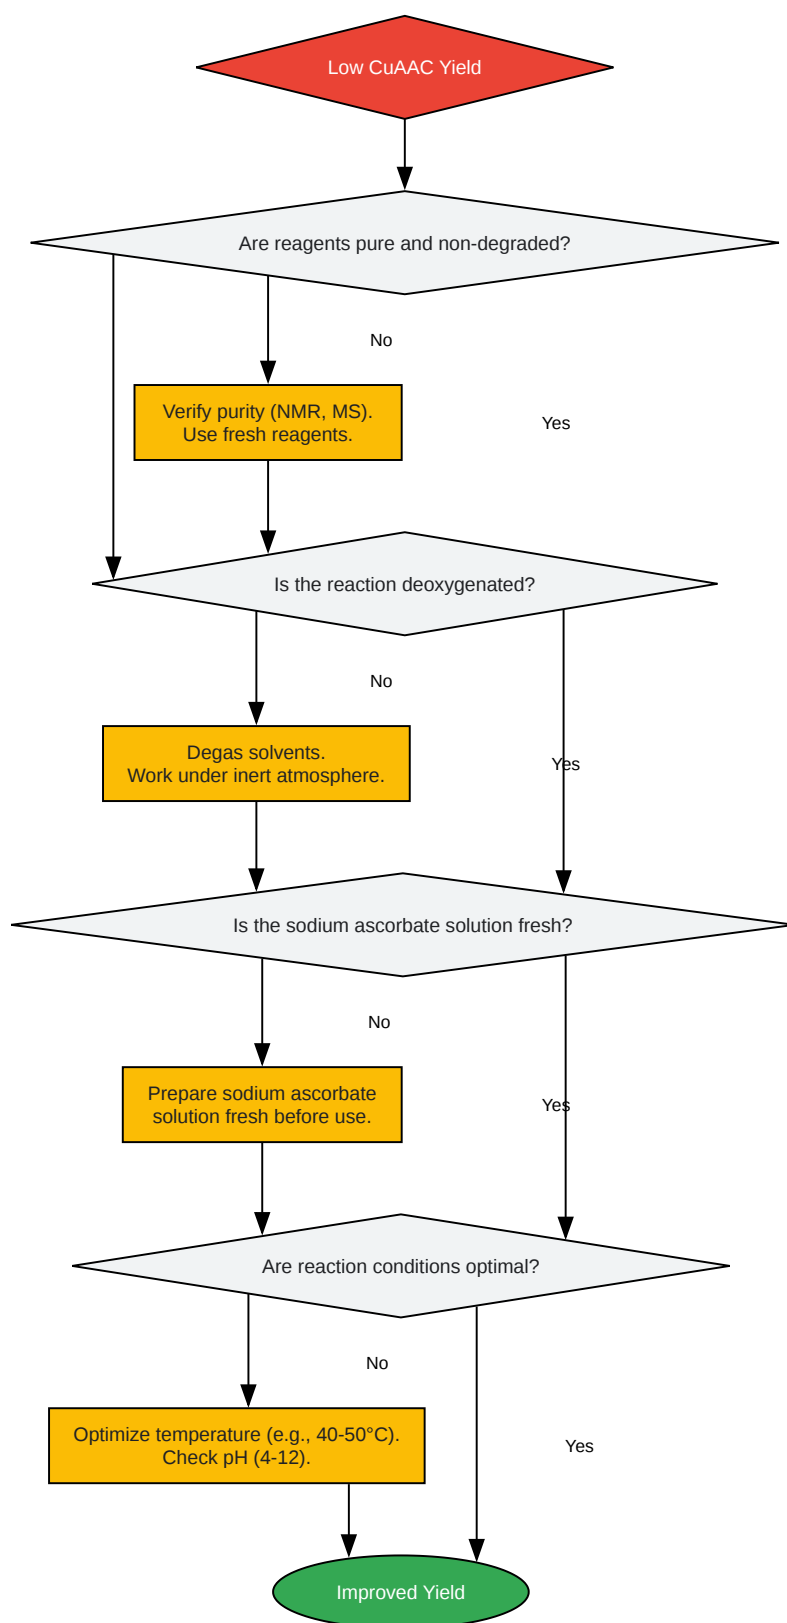 Low CuAAC Yield
Are reagents pure and non-degraded?
No
Verify purity (NMR, MS).
Use fresh reagents.
Yes
Is the reaction deoxygenated?
No
Degas solvents.
Work under inert atmosphere.
Yes
Is the sodium ascorbate solution fresh?
No
Prepare sodium ascorbate
solution fresh before use.
Yes
Are reaction conditions optimal?
No
Optimize temperature (e.g., 40-50°C).
Check pH (4-12).
Yes
Improved Yield